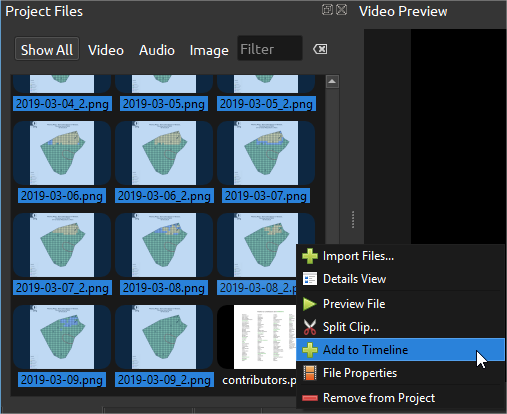 Project Files
Video Preview
Show All Video Audio Image Filter
2019-03-04_2.png 2019-03-05.png 2019-03-05_2.png
2019-03-06.png 2019-03-06_2.png 2019-03-07.png
2019-03-07_2.png 2019-03-08.png 2019-03-08_2.p
2019-03-09.png 2019-03-09_2.png contributors.p
Import Files...
Details View
Preview File
Split Clip...
Add to Timeline
File Properties
Remove from Project